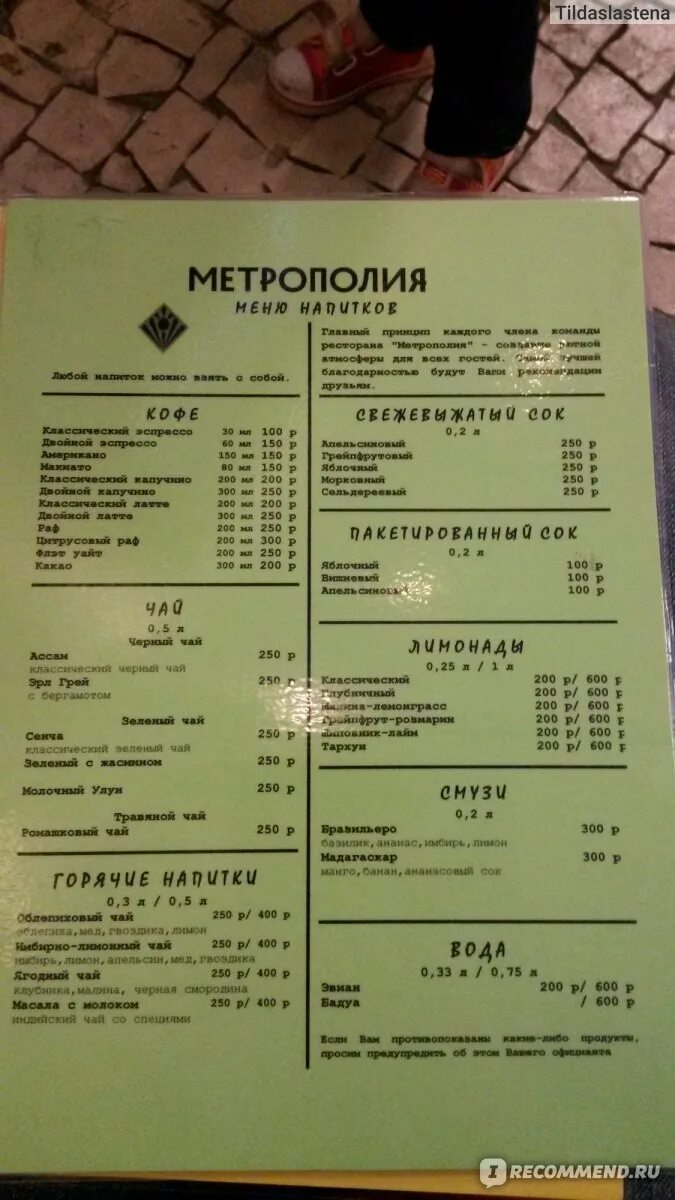 Tildaslastena
МЕТРОПОЛИЯ
МЕНЮ НАПИТКОВ
Любой напиток можно взять с собой.
Главный принцип каждого члена команды
ресторана "Метрополия" - создание уютной
атмосферы для всех гостей. Самой лучшей
благодарностью будут Ваши рекомендации
друзьям.
КОФЕ
Классический эспрессо 30 мл 100 р
Двойной эспрессо 60 мл 150 р
Американо 150 мл 150 р
Макиато 80 мл 150 р
Классический капучино 200 мл 200 р
Двойной капучино 300 мл 250 р
Классический латте 200 мл 200 р
Двойной латте 300 мл 250 р
Раф 200 мл 250 р
Цитрусовый раф 200 мл 300 р
Флэт уайт 200 мл 250 р
Какао 300 мл 200 р
ЧАЙ
0,5 л
Черный чай
Ассам 250 р
классический черный чай
Эрл Грей 250 р
с бергамотом
Зеленый чай
Сенча 250 р
классический зеленый чай
Зеленый с жасмином 250 р
Молочный Улун 250 р
Травяной чай
Ромашковый чай 250 р
ГОРЯЧИЕ НАПИТКИ
0,3 л / 0,5 л
Облепиховый чай 250 р/ 400 р
облепиха,мед,гвоздика,лимон
Имбирно-лимонный чай 250 р/ 400 р
имбирь,лимон,апельсин,мед,гвоздика
Ягодный чай 250 р/ 400 р
клубника,малина, черная смородина
Масала с молоком 250 р/ 400 р
индийский чай со специями
СВЕЖЕВЫЖАТЫЙ СОК
0,2 л
Апельсиновый 250 р
Грейпфрутовый 250 р
Яблочный 250 р
Морковный 250 р
Сельдереевый 250 р
ПАКЕТИРОВАННЫЙ СОК
0,2 л
Яблочный 100 р
Вишневый 100 р
Апельсиновый 100 р
ЛИМОНАДЫ
0,25 л / 1 л
Классический 200 р/ 600 р
Клубничный 200 р/ 600 р
Малина-лемонграсс 200 р/ 600 р
Грейпфрут-розмарин 200 р/ 600 р
Шиповник-лайм 200 р/ 600 р
Тархун 200 р/ 600 р
СМУЗИ
0,2 л
Бразильеро 300 р
базилик,ананас,имбирь,лимон
Мадагаскар 300 р
манго,банан,ананасовый сок
ВОДА
0,33 л / 0,75 л
Эвиан 200 р/ 600 р
Бадуа / 600 р
Если Вам противопоказаны какие-либо продукты,
просим предупредить об этом Вашего официанта
IRECOMMEND.RU